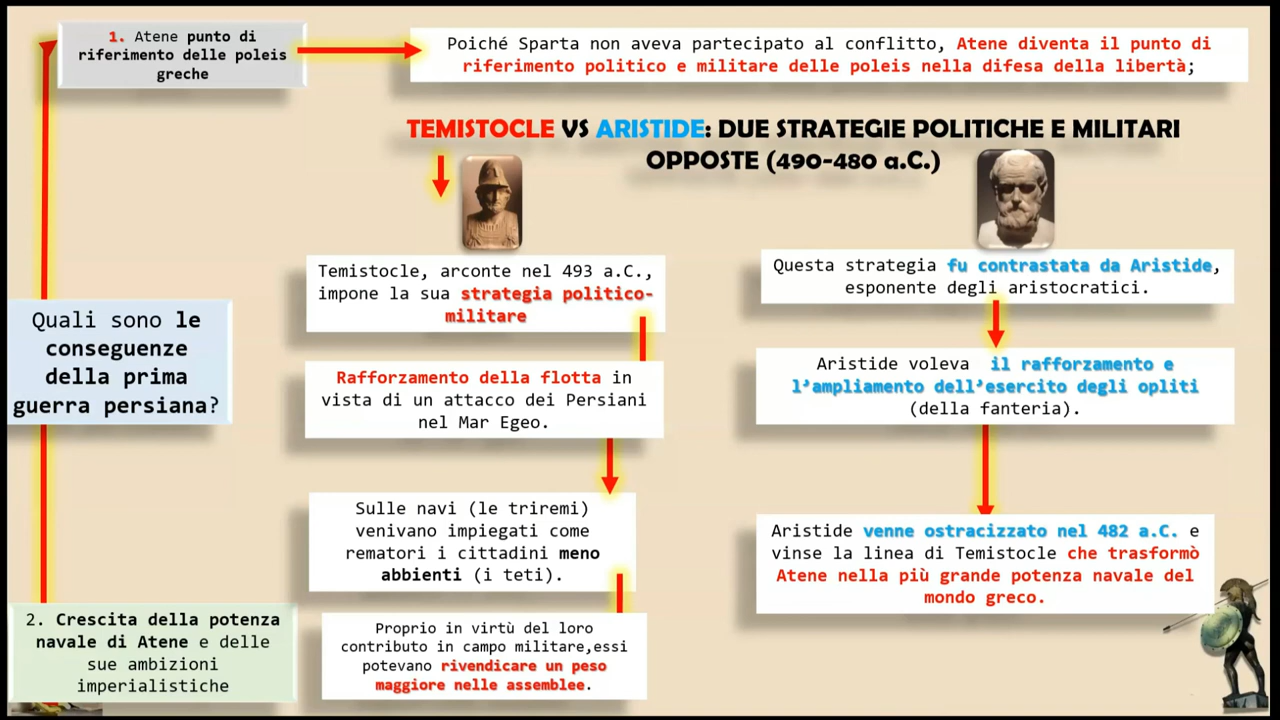 1. Atene punto di
riferimento delle poleis
greche
Poiché Sparta non aveva partecipato al conflitto, Atene diventa il punto di
riferimento politico e militare delle poleis nella difesa della libertà;
TEMISTOCLE VS ARISTIDE: DUE STRATEGIE POLITICHE E MILITARI
OPPOSTE (490-480 a.C.)
Quali sono le
conseguenze
della prima
guerra persiana?
Temistocle, arconte nel 493 a.C.,
impone la sua strategia politico-
militare
Rafforzamento della flotta in
vista di un attacco dei Persiani
nel Mar Egeo.
Sulle navi (le triremi)
venivano impiegati come
rematori i cittadini meno
abbienti (i teti).
Proprio in virtù del loro
contributo in campo militare,essi
potevano rivendicare un peso
maggiore nelle assemblee.
Questa strategia fu contrastata da Aristide,
esponente degli aristocratici.
Aristide voleva il rafforzamento e
l’ampliamento dell’esercito degli opliti
(della fanteria).
Aristide venne ostracizzato nel 482 a.C. e
vinse la linea di Temistocle che trasformò
Atene nella più grande potenza navale del
mondo greco.
2. Crescita della potenza
navale di Atene e delle
sue ambizioni
imperialistiche